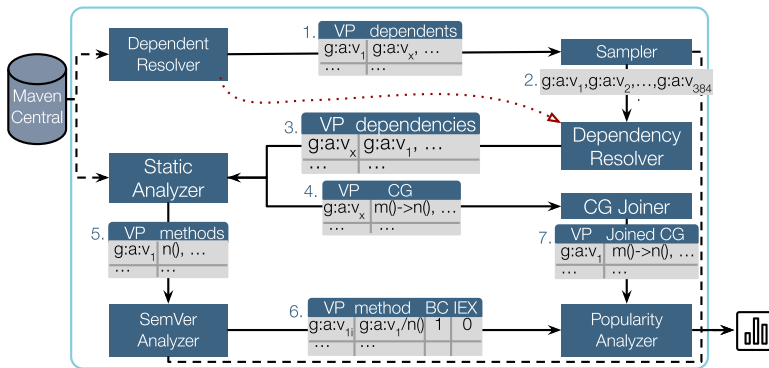 Maven
Central
Dependent
Resolver
1.
VP dependents
g:a:v1 g:a:vx, ...
... ...
Sampler
2.
g:a:v1,g:a:v2,...,g:a:v384
3.
VP dependencies
g:a:vx g:a:v1, ...
... ...
Dependency
Resolver
Static
Analyzer
4.
VP CG
g:a:vx m()->n(), ...
... ...
CG Joiner
5.
VP methods
g:a:v1 n(), ...
... ...
7.
VP Joined CG
g:a:v1 m()->n(), ...
... ...
SemVer
Analyzer
6.
VP method BC IEX
g:a:v1i g:a:v1/n() 1 0
... ...
Popularity
Analyzer